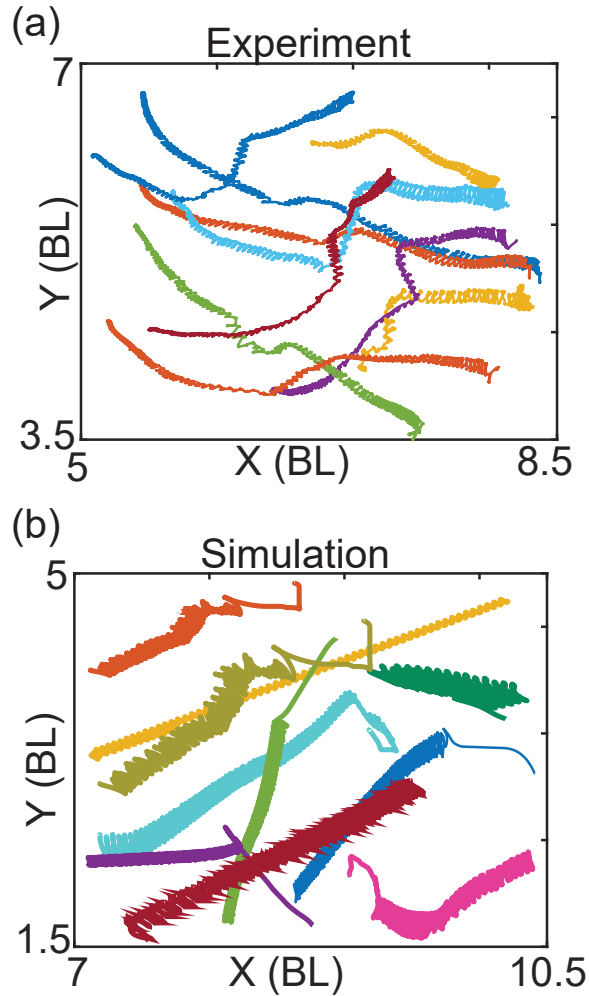 (a)
Experiment
7
Y (BL)
3.5
5
X (BL)
8.5
(b)
Simulation
5
Y (BL)
1.5
7
X (BL)
10.5